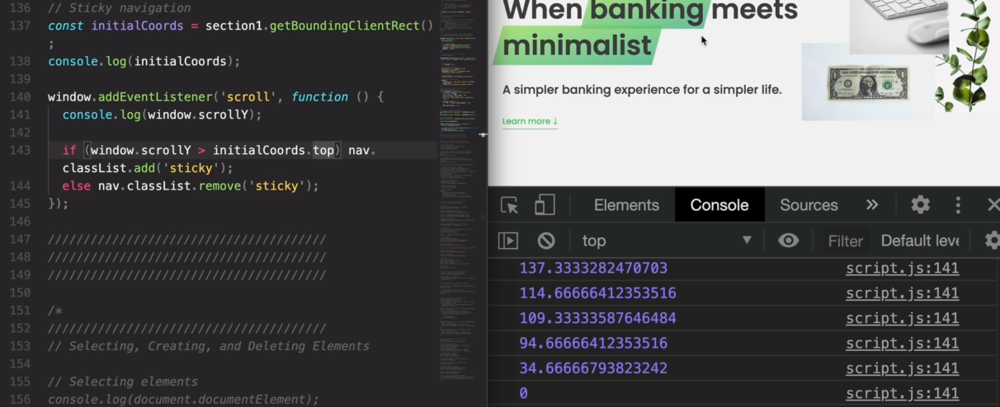 136 // Sticky navigation
137 const initialCoords = section1.getBoundingClientRect()
;
138 console.log(initialCoords);
139
140 window.addEventListener('scroll', function () {
141 console.log(window.scrollY);
142
143 if (window.scrollY > initialCoords.top) nav.
classList.add('sticky');
144 else nav.classList.remove('sticky');
145 });
146
147 ///////////////////////////////////////
148 ///////////////////////////////////////
149 ///////////////////////////////////////
150
151 /*
152 ///////////////////////////////////////
153 // Selecting, Creating, and Deleting Elements
154
155 // Selecting elements
156 console.log(document.documentElement);
When banking meets
minimalist
A simpler banking experience for a simpler life.
Learn more ↓
Elements Console Sources »
top Filter Default leve
137.3333282470703 script.js:141
114.66666412353516 script.js:141
109.33333587646484 script.js:141
94.66666412353516 script.js:141
34.66666793823242 script.js:141
0 script.js:141